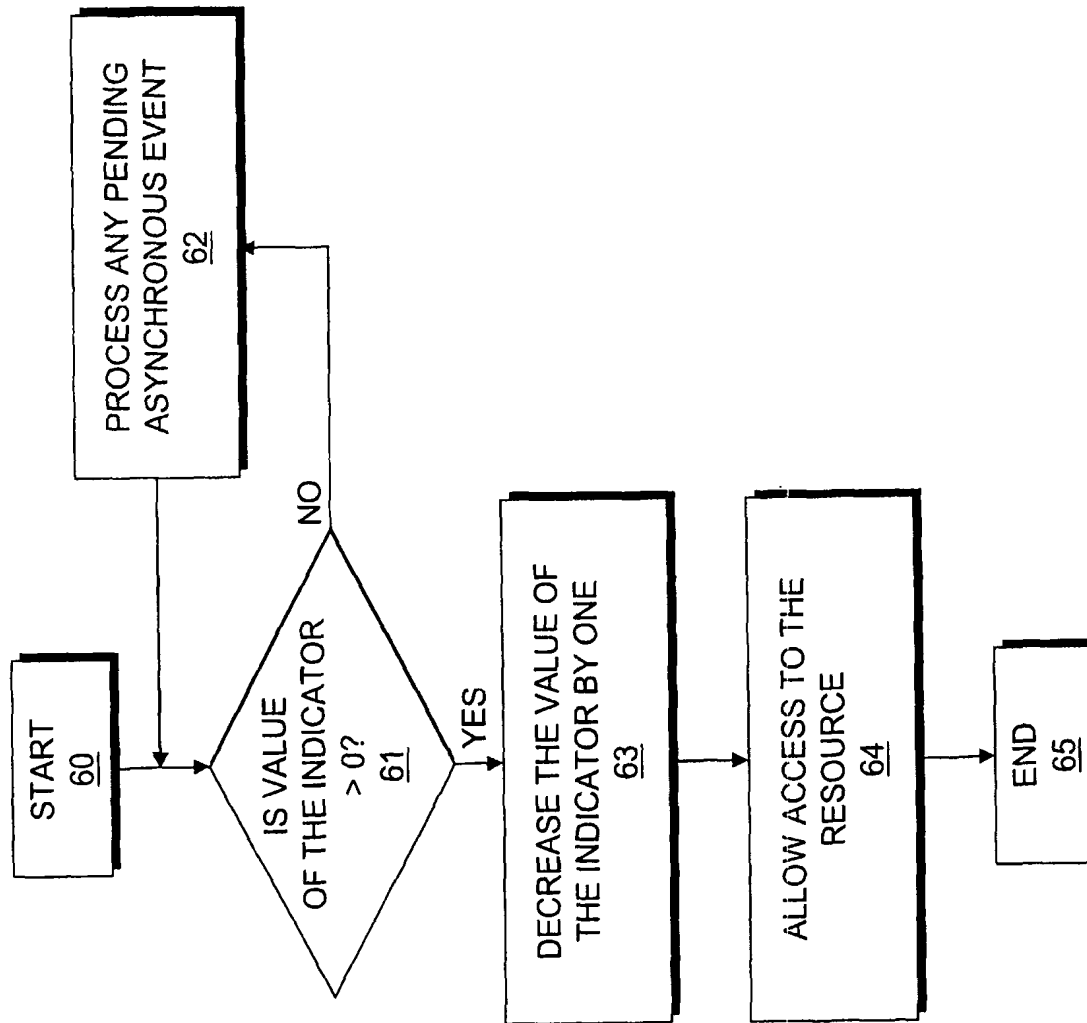 START
60
IS VALUE
OF THE INDICATOR
> 0?
61
NO
PROCESS ANY PENDING
ASYNCHRONOUS EVENT
62
YES
DECREASE THE VALUE OF
THE INDICATOR BY ONE
63
ALLOW ACCESS TO THE
RESOURCE
64
END
65